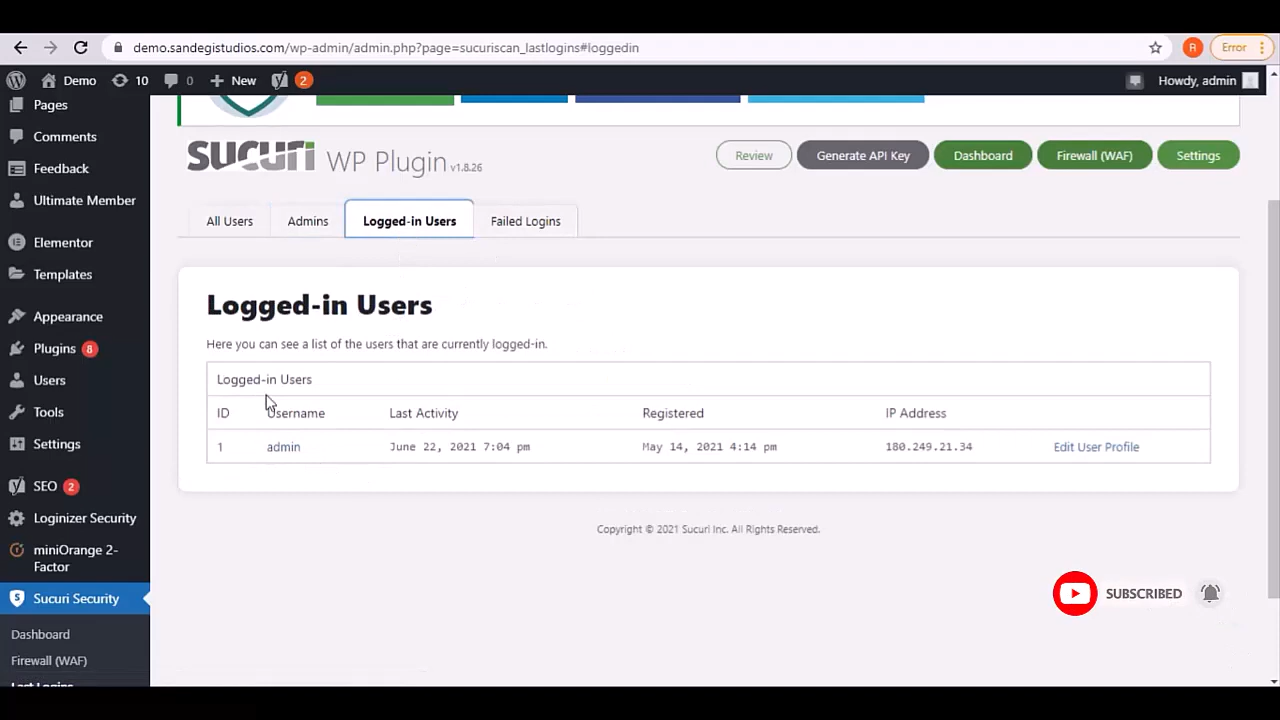 demo.sandegistudios.com/wp-admin/admin.php?page=sucuriscan_lastlogins#loggedin
R
Error
Demo
10
0
New
2
Howdy, admin
Pages
Comments
Feedback
Ultimate Member
Elementor
Templates
Appearance
Plugins 8
Users
Tools
Settings
SEO 2
Loginizer Security
miniOrange 2-
Factor
Sucuri Security
Dashboard
Firewall (WAF)
Last Logins
SUCURI WP Plugin v1.8.26
Review
Generate API Key
Dashboard
Firewall (WAF)
Settings
All Users
Admins
Logged-in Users
Failed Logins
Logged-in Users
Here you can see a list of the users that are currently logged-in.
Logged-in Users
ID Username Last Activity Registered IP Address
1 admin June 22, 2021 7:04 pm May 14, 2021 4:14 pm 180.249.21.34 Edit User Profile
Copyright © 2021 Sucuri Inc. All Rights Reserved.
SUBSCRIBED